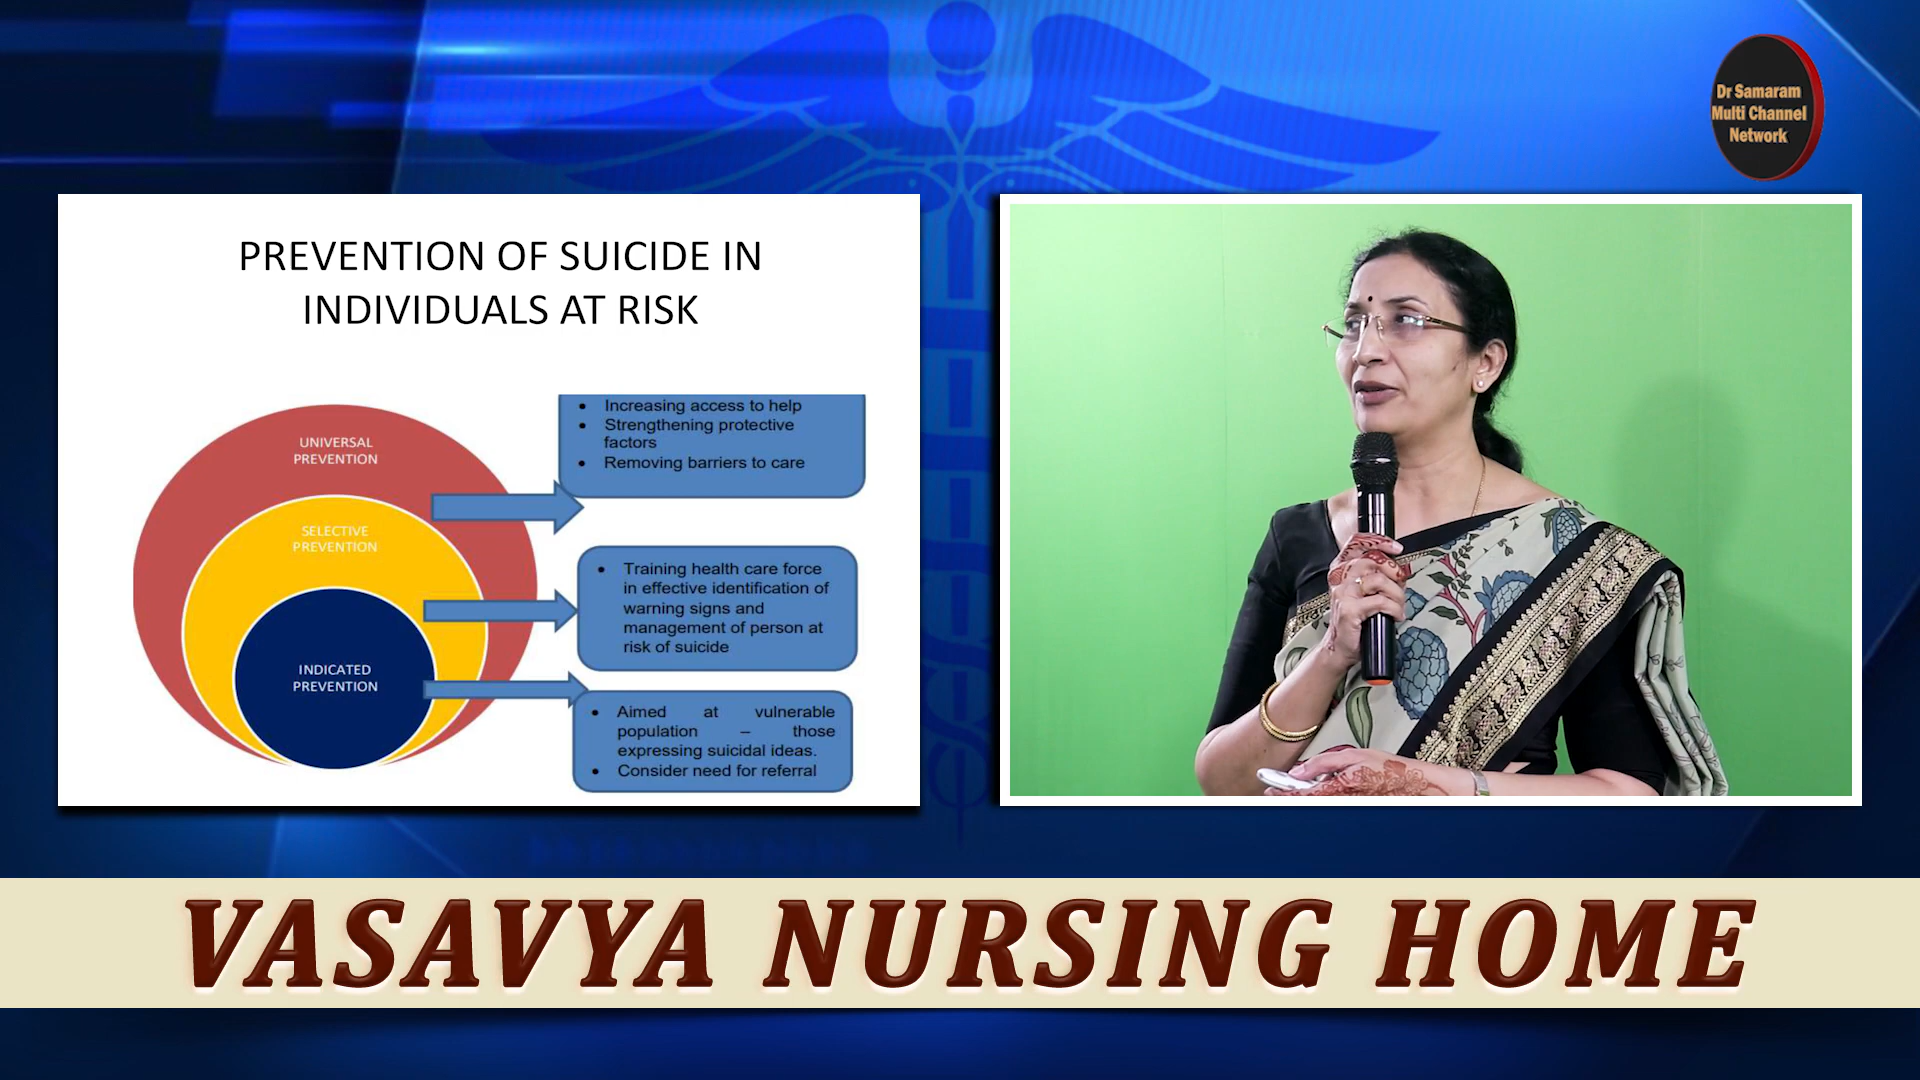 Dr Samaram
Multi Channel
Network
PREVENTION OF SUICIDE IN
INDIVIDUALS AT RISK
UNIVERSAL
PREVENTION
SELECTIVE
PREVENTION
INDICATED
PREVENTION
• Increasing access to help
• Strengthening protective
factors
• Removing barriers to care
• Training health care force
in effective identification of
warning signs and
management of person at
risk of suicide
• Aimed at vulnerable
population – those
expressing suicidal ideas.
• Consider need for referral
VASAVYA NURSING HOME